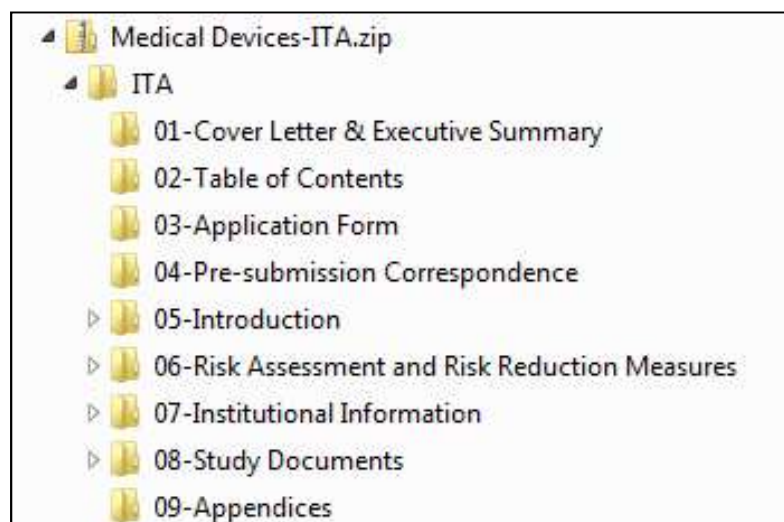 Medical Devices-ITA.zip
ITA
01-Cover Letter & Executive Summary
02-Table of Contents
03-Application Form
04-Pre-submission Correspondence
05-Introduction
06-Risk Assessment and Risk Reduction Measures
07-Institutional Information
08-Study Documents
09-Appendices